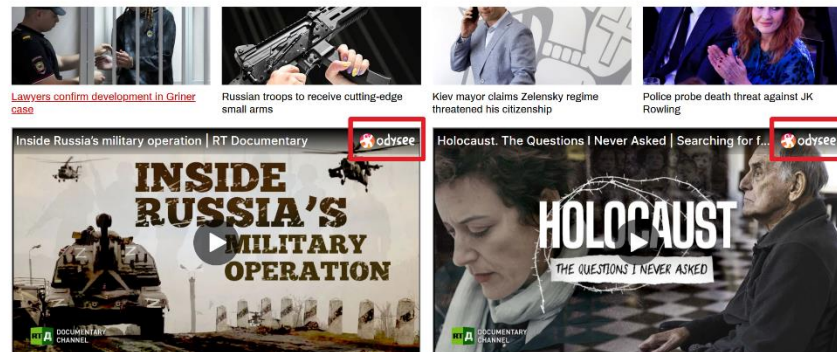 Lawyers confirm development in Griner
case
Russian troops to receive cutting-edge
small arms
Kiev mayor claims Zelensky regime
threatened his citizenship
Police probe death threat against JK
Rowling
Inside Russia's military operation | RT Documentary
odysee
INSIDE
RUSSIA'S
MILITARY
OPERATION
RTД DOCUMENTARY
CHANNEL
Holocaust. The Questions I Never Asked | Searching for f...
odysee
HOLOCAUST
THE QUESTIONS I NEVER ASKED
RTД DOCUMENTARY
CHANNEL